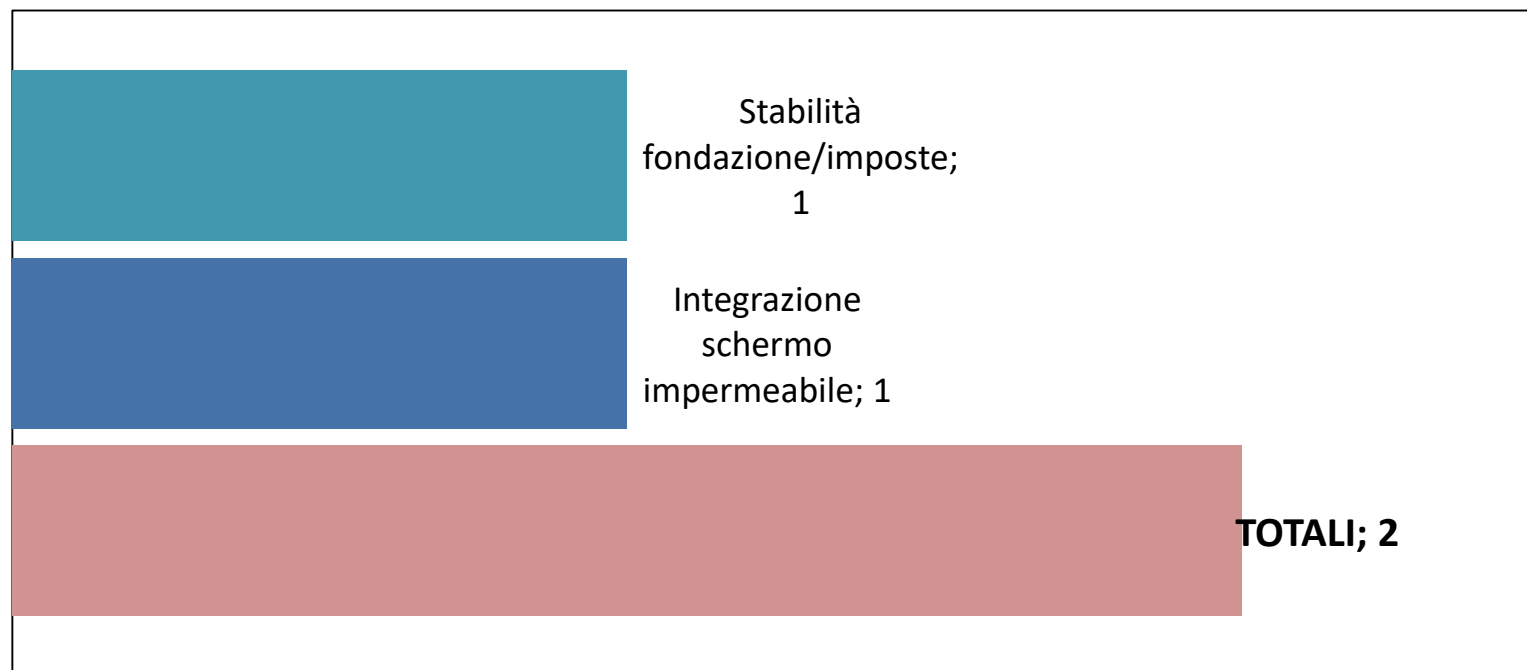 Stabilità
fondazione/imposte;
1
Integrazione
schermo
impermeabile; 1
TOTALI; 2